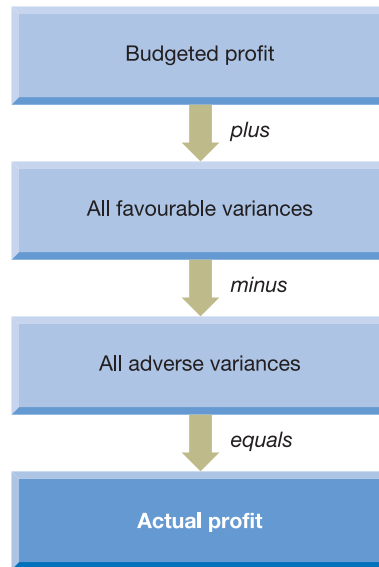 Budgeted profit
plus
All favourable variances
minus
All adverse variances
equals
Actual profit